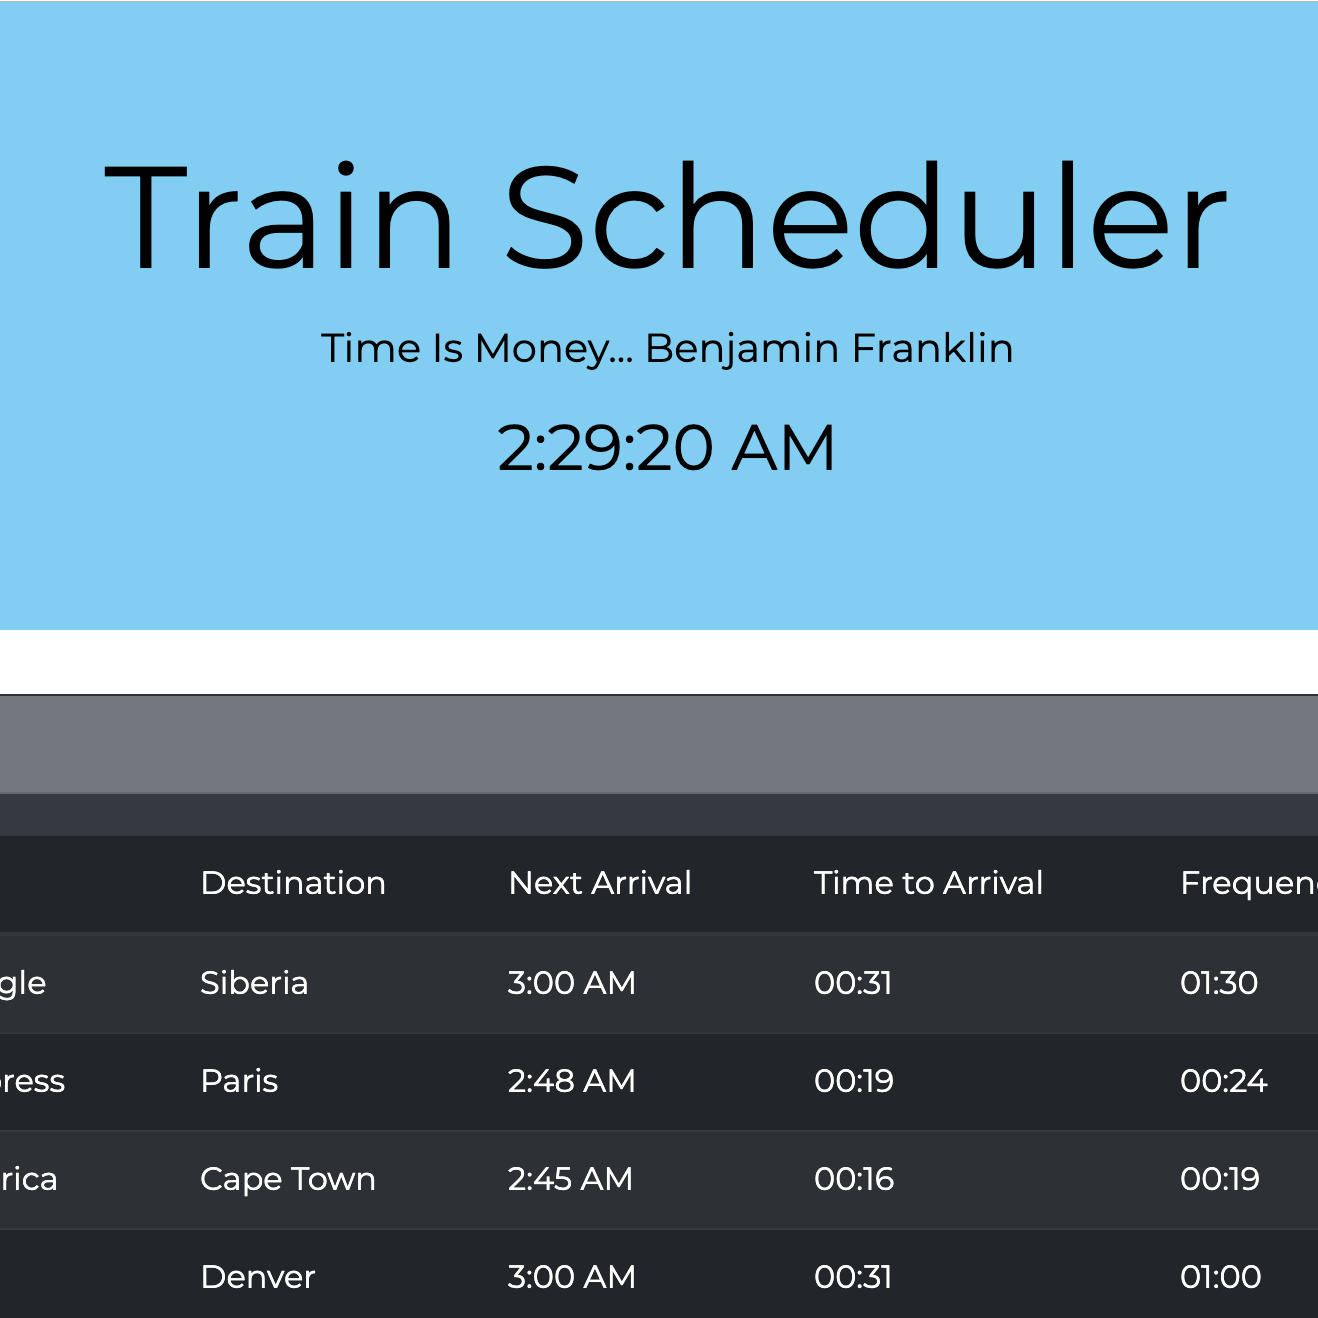 Train Scheduler
Time Is Money... Benjamin Franklin
2:29:20 AM
Destination Next Arrival Time to Arrival Frequen
gle Siberia 3:00 AM 00:31 01:30
ress Paris 2:48 AM 00:19 00:24
rica Cape Town 2:45 AM 00:16 00:19
Denver 3:00 AM 00:31 01:00